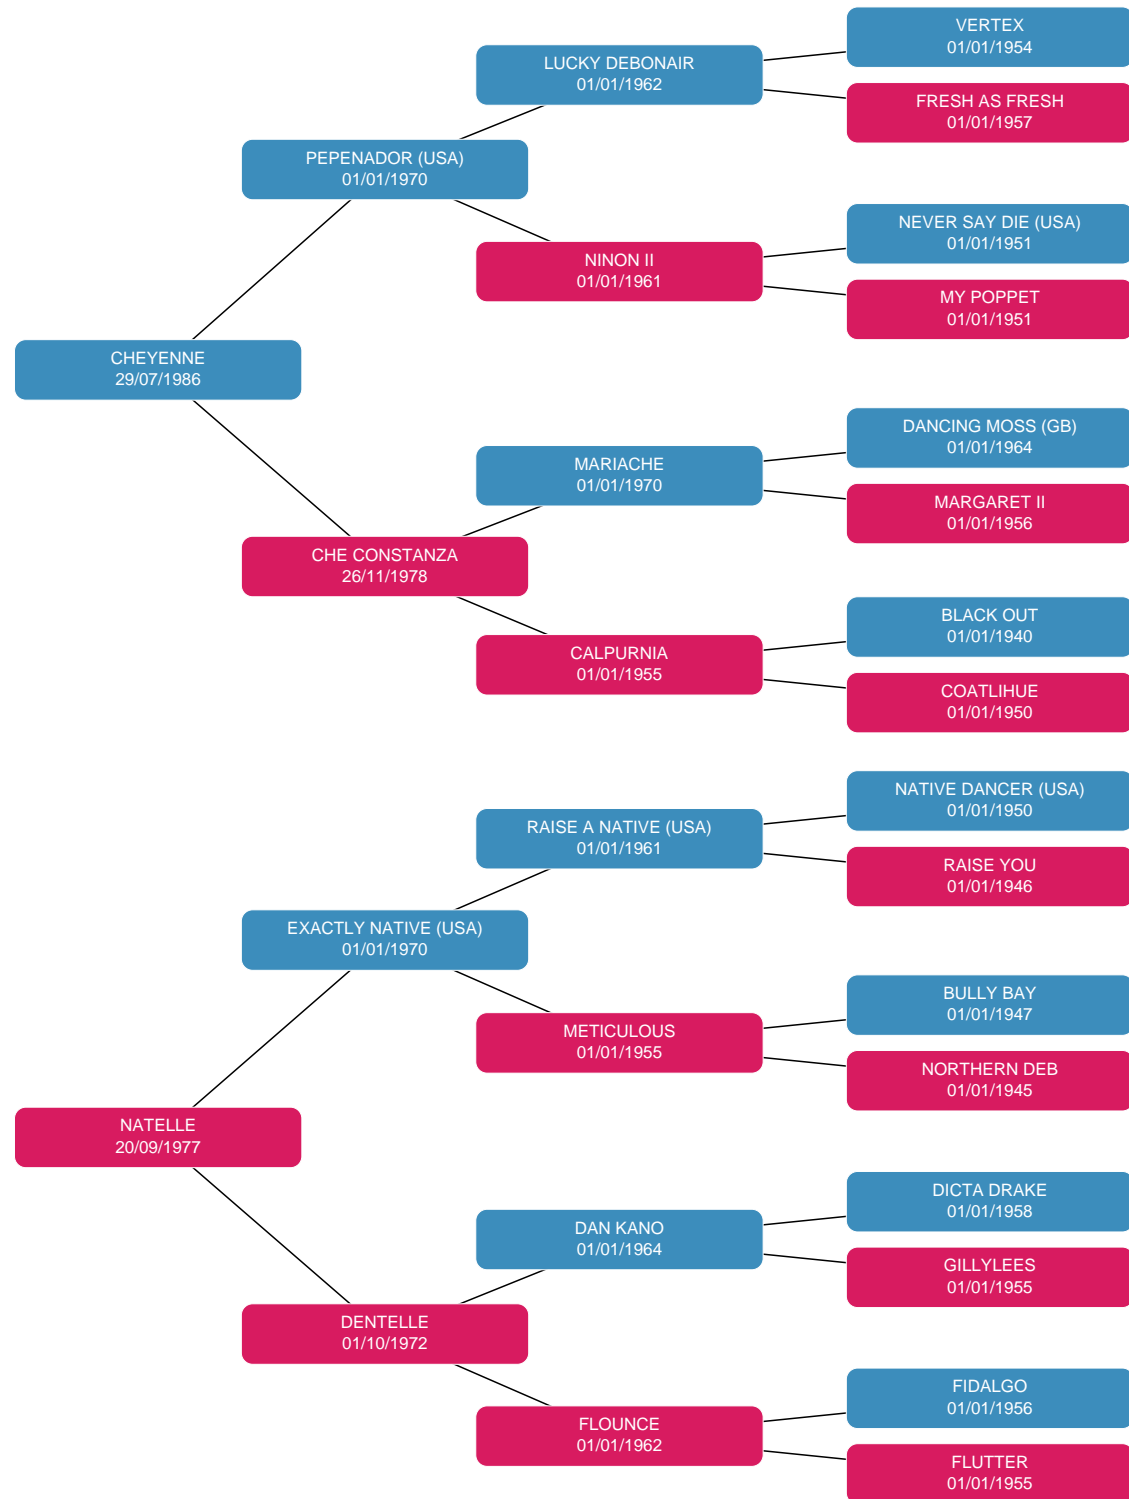 VERTEX
01/01/1954
LUCKY DEBONAIR
01/01/1962
FRESH AS FRESH
01/01/1957
PEPENADOR (USA)
01/01/1970
NEVER SAY DIE (USA)
01/01/1951
NINON II
01/01/1961
MY POPPET
01/01/1951
CHEYENNE
29/07/1986
DANCING MOSS (GB)
01/01/1964
MARIACHE
01/01/1970
MARGARET II
01/01/1956
CHE CONSTANZA
26/11/1978
BLACK OUT
01/01/1940
CALPURNIA
01/01/1955
COATLIHUE
01/01/1950
NATIVE DANCER (USA)
01/01/1950
RAISE A NATIVE (USA)
01/01/1961
RAISE YOU
01/01/1946
EXACTLY NATIVE (USA)
01/01/1970
BULLY BAY
01/01/1947
METICULOUS
01/01/1955
NORTHERN DEB
01/01/1945
NATELLE
20/09/1977
DICTA DRAKE
01/01/1958
DAN KANO
01/01/1964
GILLYLEES
01/01/1955
DENTELLE
01/10/1972
FIDALGO
01/01/1956
FLOUNCE
01/01/1962
FLUTTER
01/01/1955